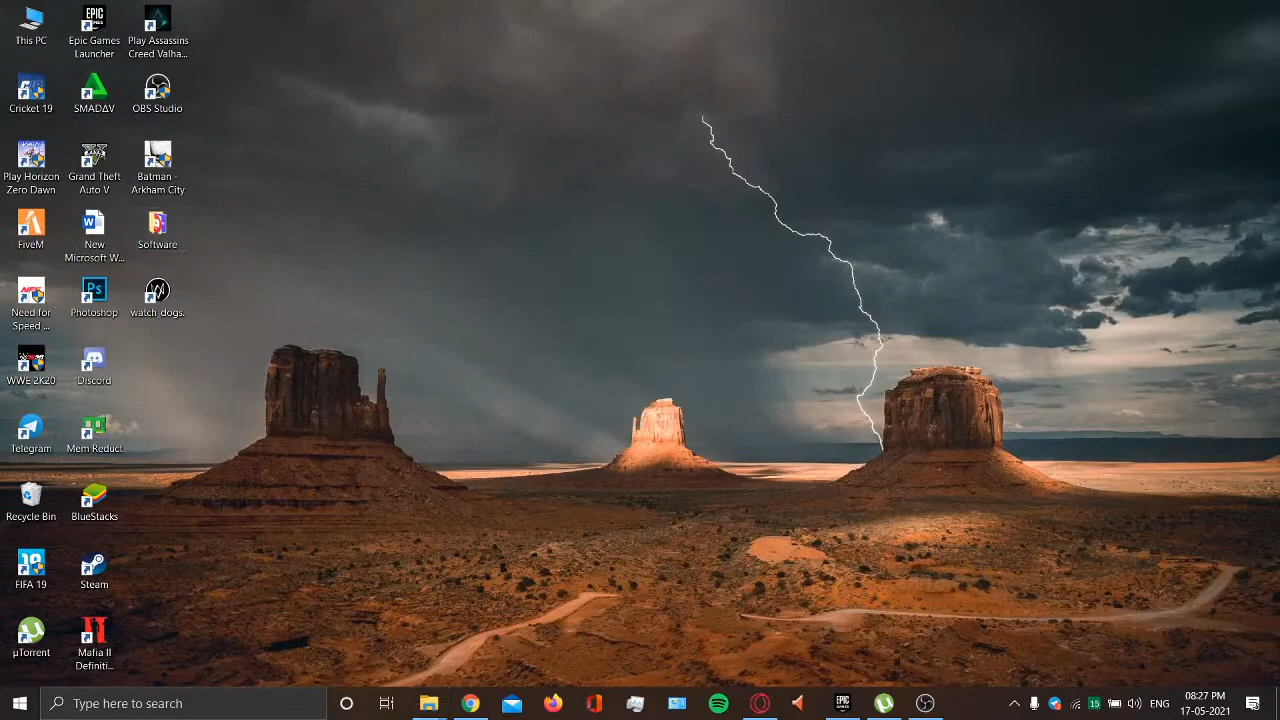 This PC
Epic Games
Launcher
Play Assassins
Creed Valha...
Cricket 19
SMADAV
OBS Studio
Play Horizon
Zero Dawn
Grand Theft
Auto V
Batman -
Arkham City
FiveM
New
Microsoft W...
Software
Need for
Speed ...
Photoshop
watch_dogs.
WWE 2K20
Discord
Telegram
Mem Reduct
Recycle Bin
BlueStacks
FIFA 19
Steam
µTorrent
Mafia II
Definiti...
Type here to search
15
ENG
08:27 PM
17-05-2021